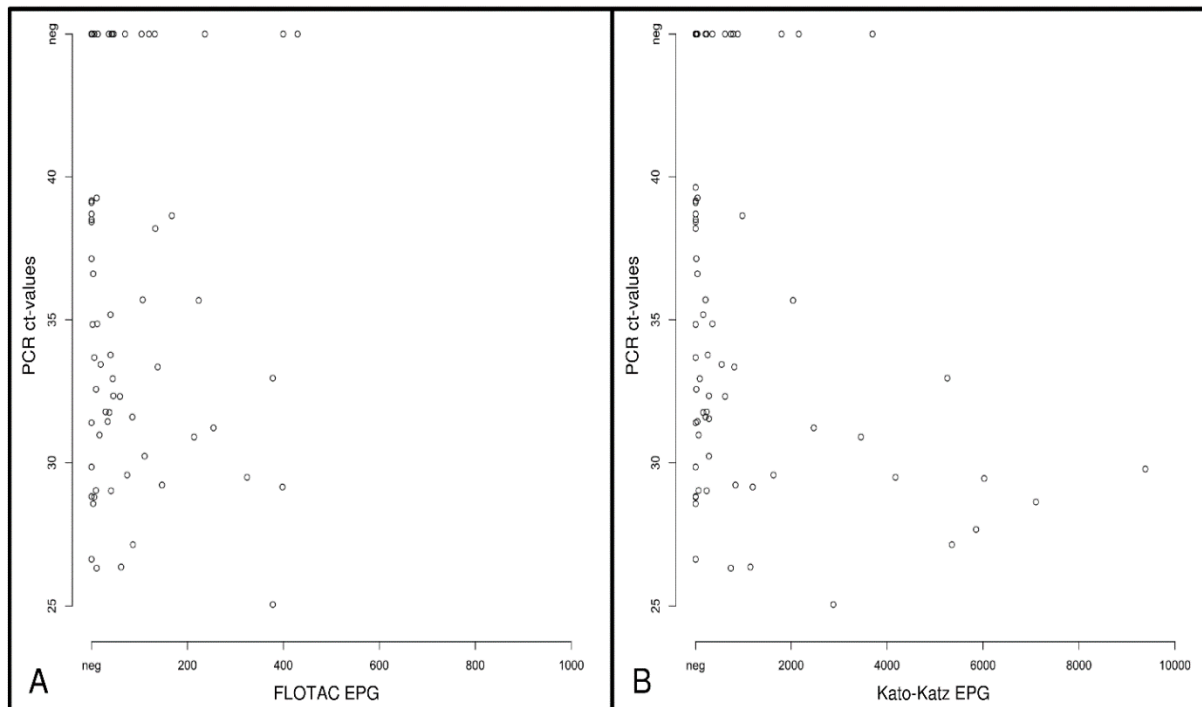 neg
40
35
30
25
PCR ct-values
neg 200 400 600 800 1000
FLOTAC EPG
A
neg
40
35
30
25
PCR ct-values
neg 2000 4000 6000 8000 10000
Kato-Katz EPG
B